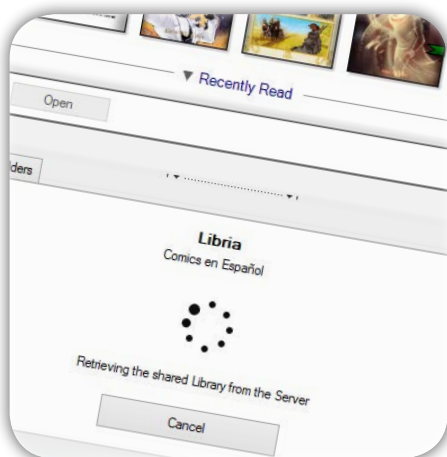 Recently Read
Open
ders
Libria
Comics en Español
Retrieving the shared Library from the Server
Cancel